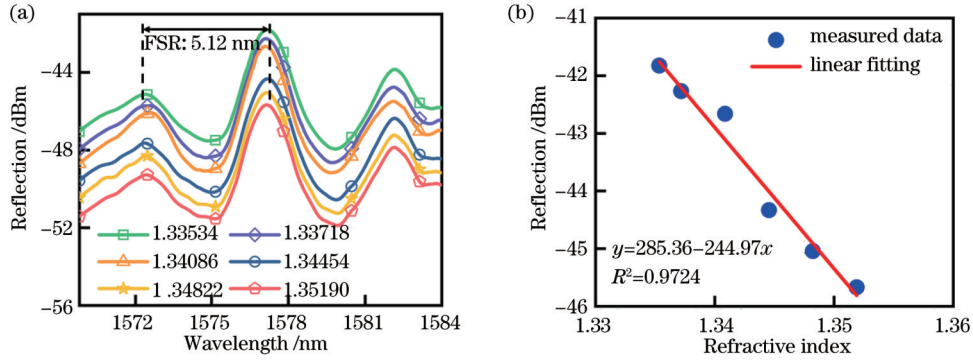 (a)
FSR: 5.12 nm
−44
−48
−52
−56
Reflection /dBm
1.33534 1.33718
1.34086 1.34454
1 .34822 1.35190
1572 1575 1578 1581 1584
Wavelength /nm
(b)
−41
−42
−43
−44
−45
−46
Reflection /dBm
measured data
linear fitting
y=285.36−244.97x
R²=0.9724
1.33 1.34 1.35 1.36
Refractive index